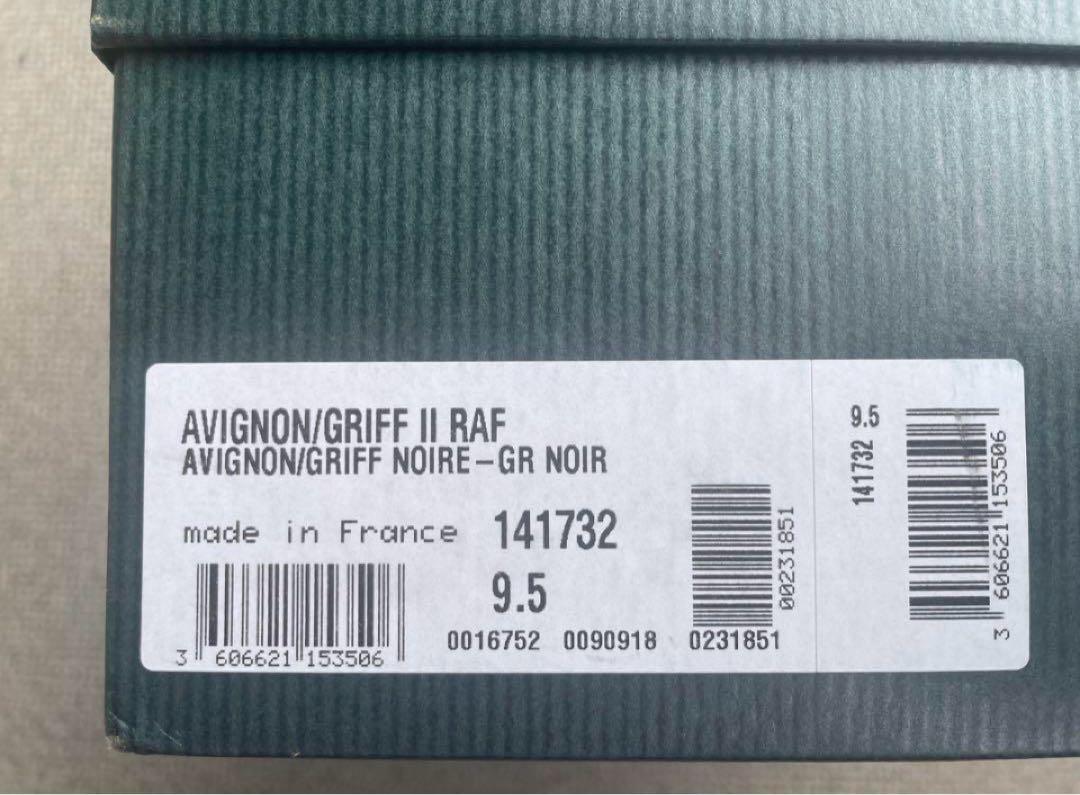 AVIGNON/GRIFF II RAF
AVIGNON/GRIFF NOIRE-GR NOIR
made in France 141732
9.5
0016752 0090918 0231851
3 606621 153506
00231851
9.5
141732
3 606621 153506